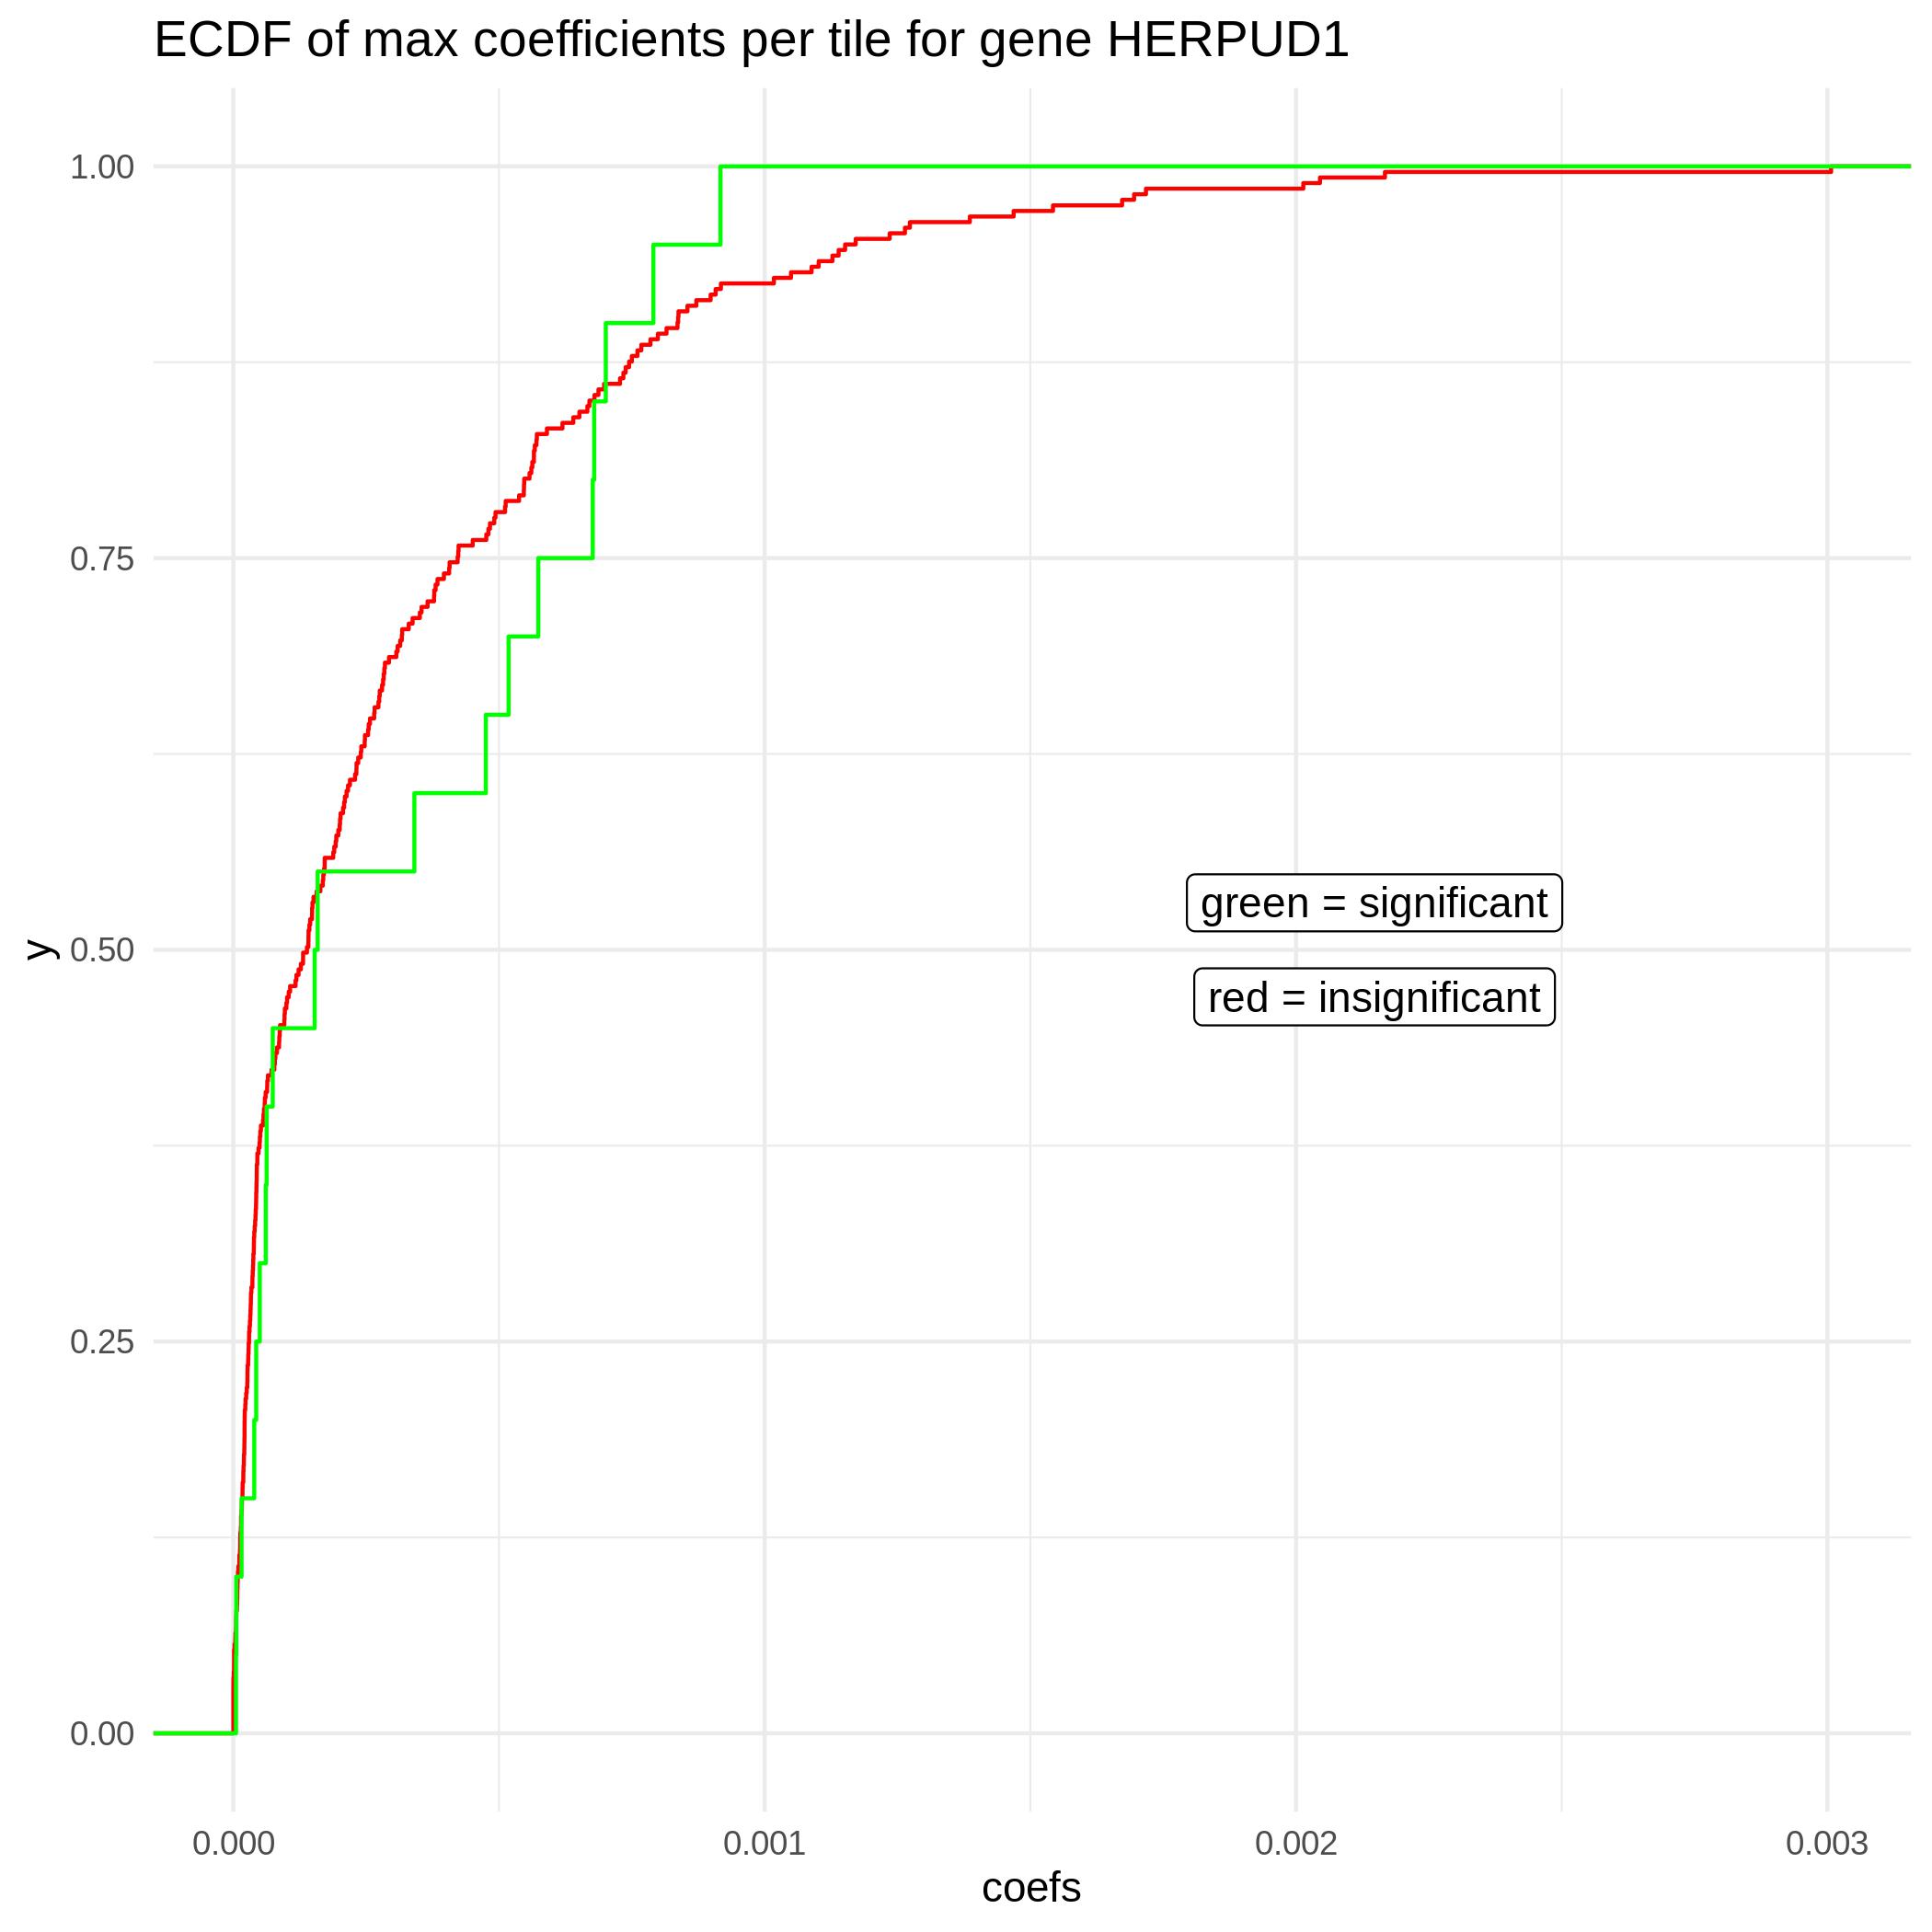 ECDF of max coefficients per tile for gene HERPUD1
1.00
0.75
0.50
0.25
0.00
y
green = significant
red = insignificant
0.000 0.001 0.002 0.003
coefs